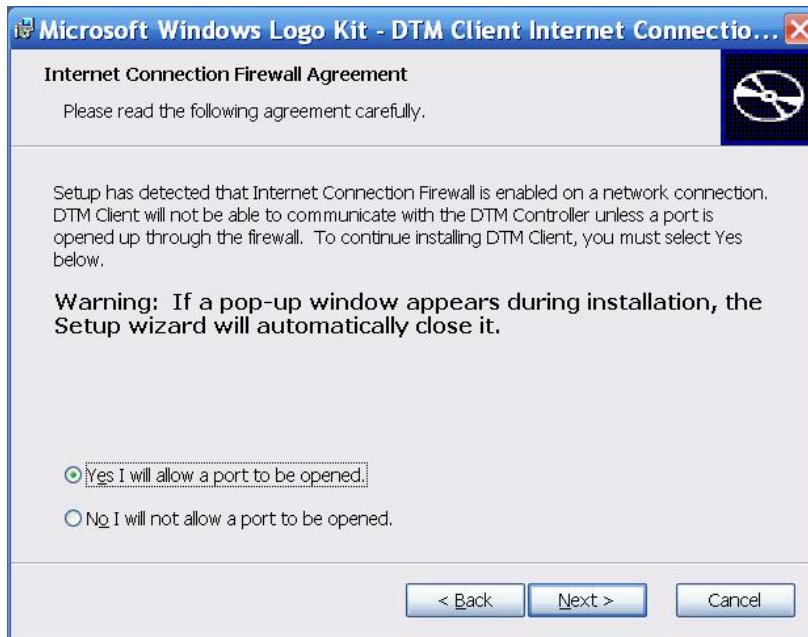 Microsoft Windows Logo Kit - DTM Client Internet Connectio...
Internet Connection Firewall Agreement
Please read the following agreement carefully.
Setup has detected that Internet Connection Firewall is enabled on a network connection.
DTM Client will not be able to communicate with the DTM Controller unless a port is
opened up through the firewall.  To continue installing DTM Client, you must select Yes
below.
Warning:  If a pop-up window appears during installation, the
Setup wizard will automatically close it.
Yes I will allow a port to be opened.
No I will not allow a port to be opened.
< Back
Next >
Cancel